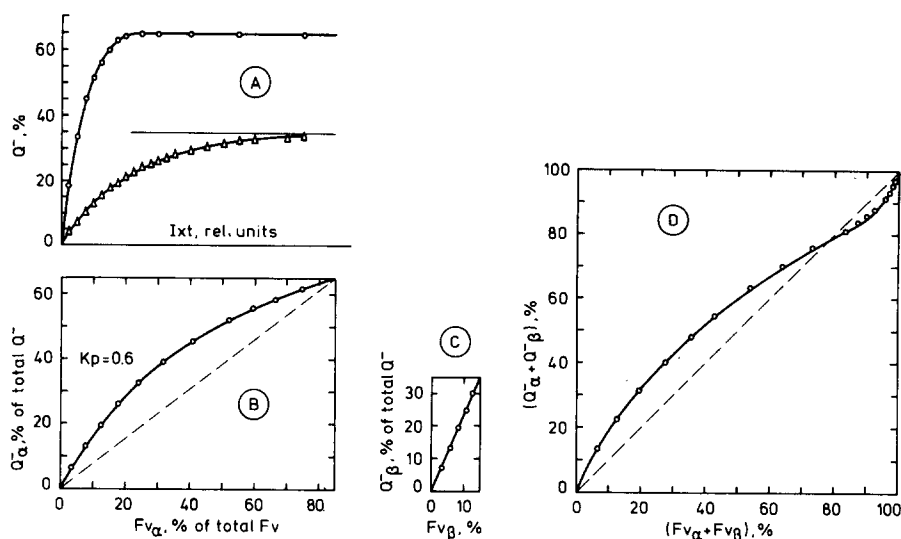 60
40
20
0
Q⁻, %
A
Ixt, rel. units
60
40
20
0
Q⁻α, % of total Q⁻
Kp=0.6
B
0 20 40 60 80
Fvα, % of total Fv
C
30
20
10
0
Q⁻β, % of total Q⁻
0 10
Fvβ, %
100
80
60
40
20
0
(Q⁻α+Q⁻β), %
D
0 20 40 60 80 100
(Fvα+Fvβ), %